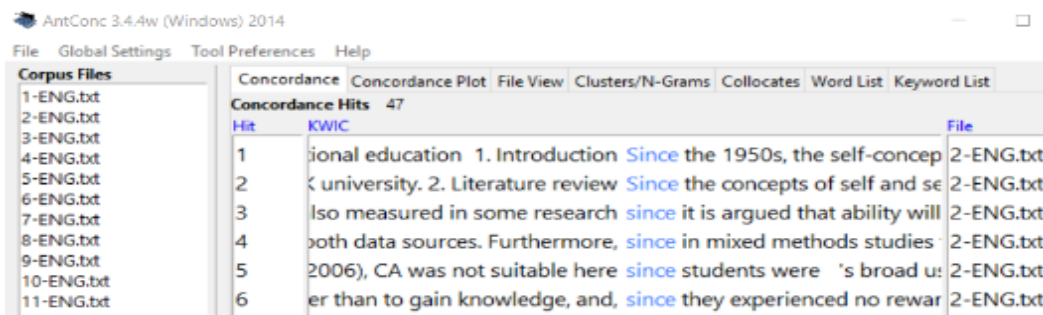 AntConc 3.4.4w (Windows) 2014
File Global Settings Tool Preferences Help
Corpus Files
1-ENG.txt
2-ENG.txt
3-ENG.txt
4-ENG.txt
5-ENG.txt
6-ENG.txt
7-ENG.txt
8-ENG.txt
9-ENG.txt
10-ENG.txt
11-ENG.txt
Concordance Concordance Plot File View Clusters/N-Grams Collocates Word List Keyword List
Concordance Hits 47
Hit KWIC File
1 tional education 1. Introduction Since the 1950s, the self-concep 2-ENG.txt
2 K university. 2. Literature review Since the concepts of self and se 2-ENG.txt
3 lso measured in some research since it is argued that ability will 2-ENG.txt
4 both data sources. Furthermore, since in mixed methods studies 2-ENG.txt
5 2006), CA was not suitable here since students were 's broad us 2-ENG.txt
6 er than to gain knowledge, and, since they experienced no rewar 2-ENG.txt